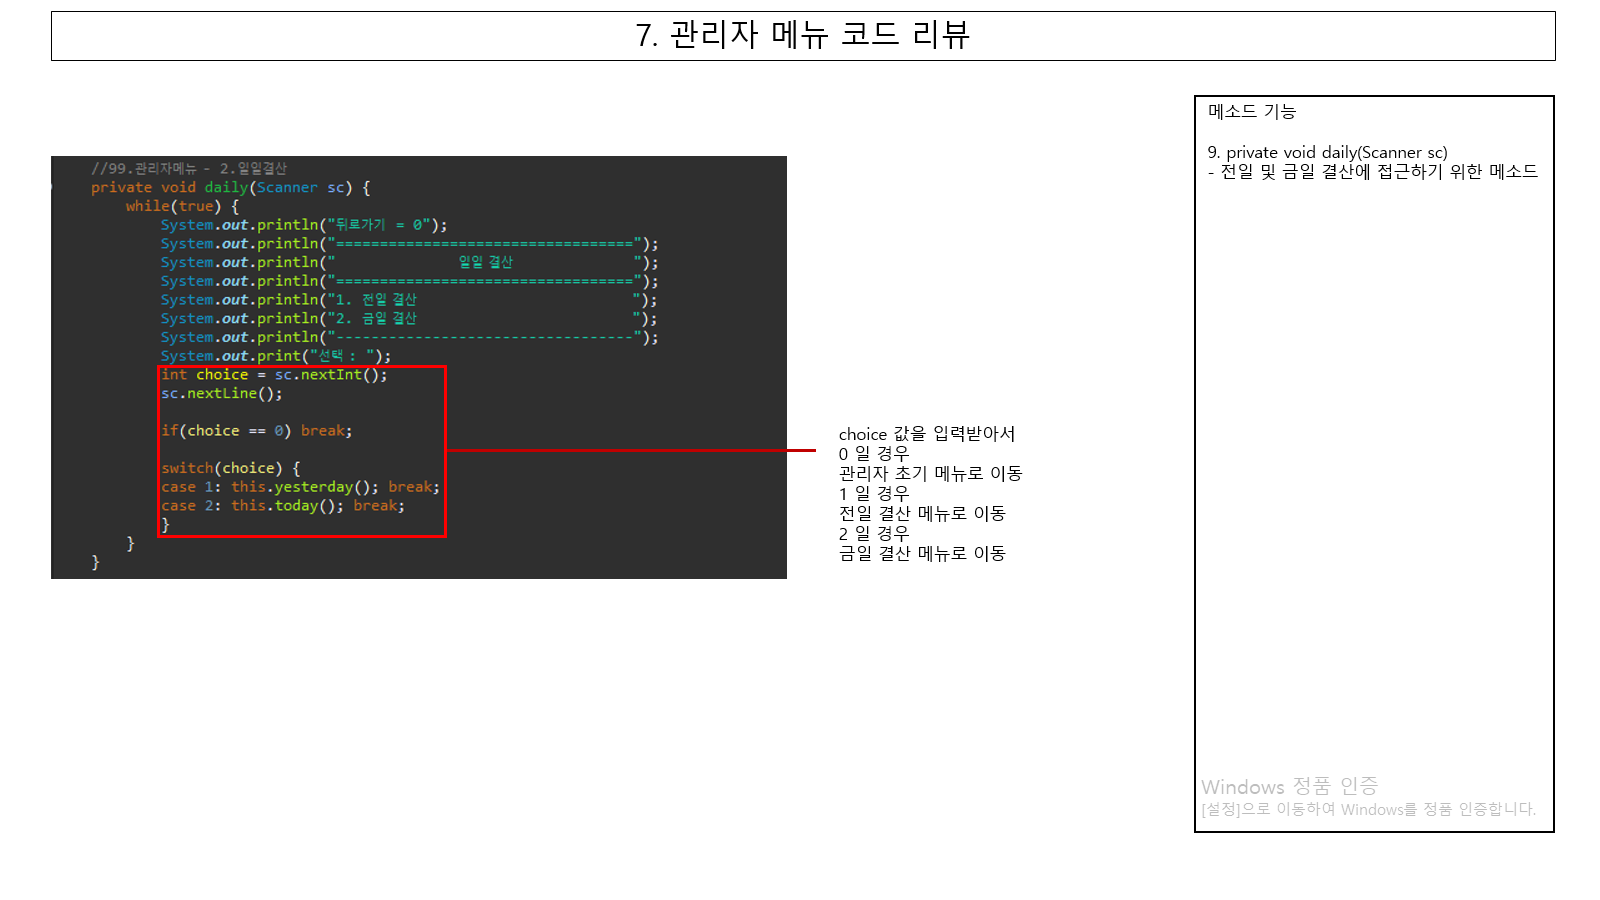 7. 관리자 메뉴 코드 리뷰
//99.관리자메뉴 - 2.일일결산
private void daily(Scanner sc) {
while(true) {
System.out.println("뒤로가기 = 0");
System.out.println("==================================");
System.out.println("              일일 결산              ");
System.out.println("==================================");
System.out.println("1. 전일 결산                         ");
System.out.println("2. 금일 결산                         ");
System.out.println("----------------------------------");
System.out.print("선택 : ");
int choice = sc.nextInt();
sc.nextLine();
if(choice == 0) break;
switch(choice) {
case 1: this.yesterday(); break;
case 2: this.today(); break;
}
}
}
choice 값을 입력받아서
0 일 경우
관리자 초기 메뉴로 이동
1 일 경우
전일 결산 메뉴로 이동
2 일 경우
금일 결산 메뉴로 이동
메소드 기능
9. private void daily(Scanner sc)
- 전일 및 금일 결산에 접근하기 위한 메소드
Windows 정품 인증
[설정]으로 이동하여 Windows를 정품 인증합니다.